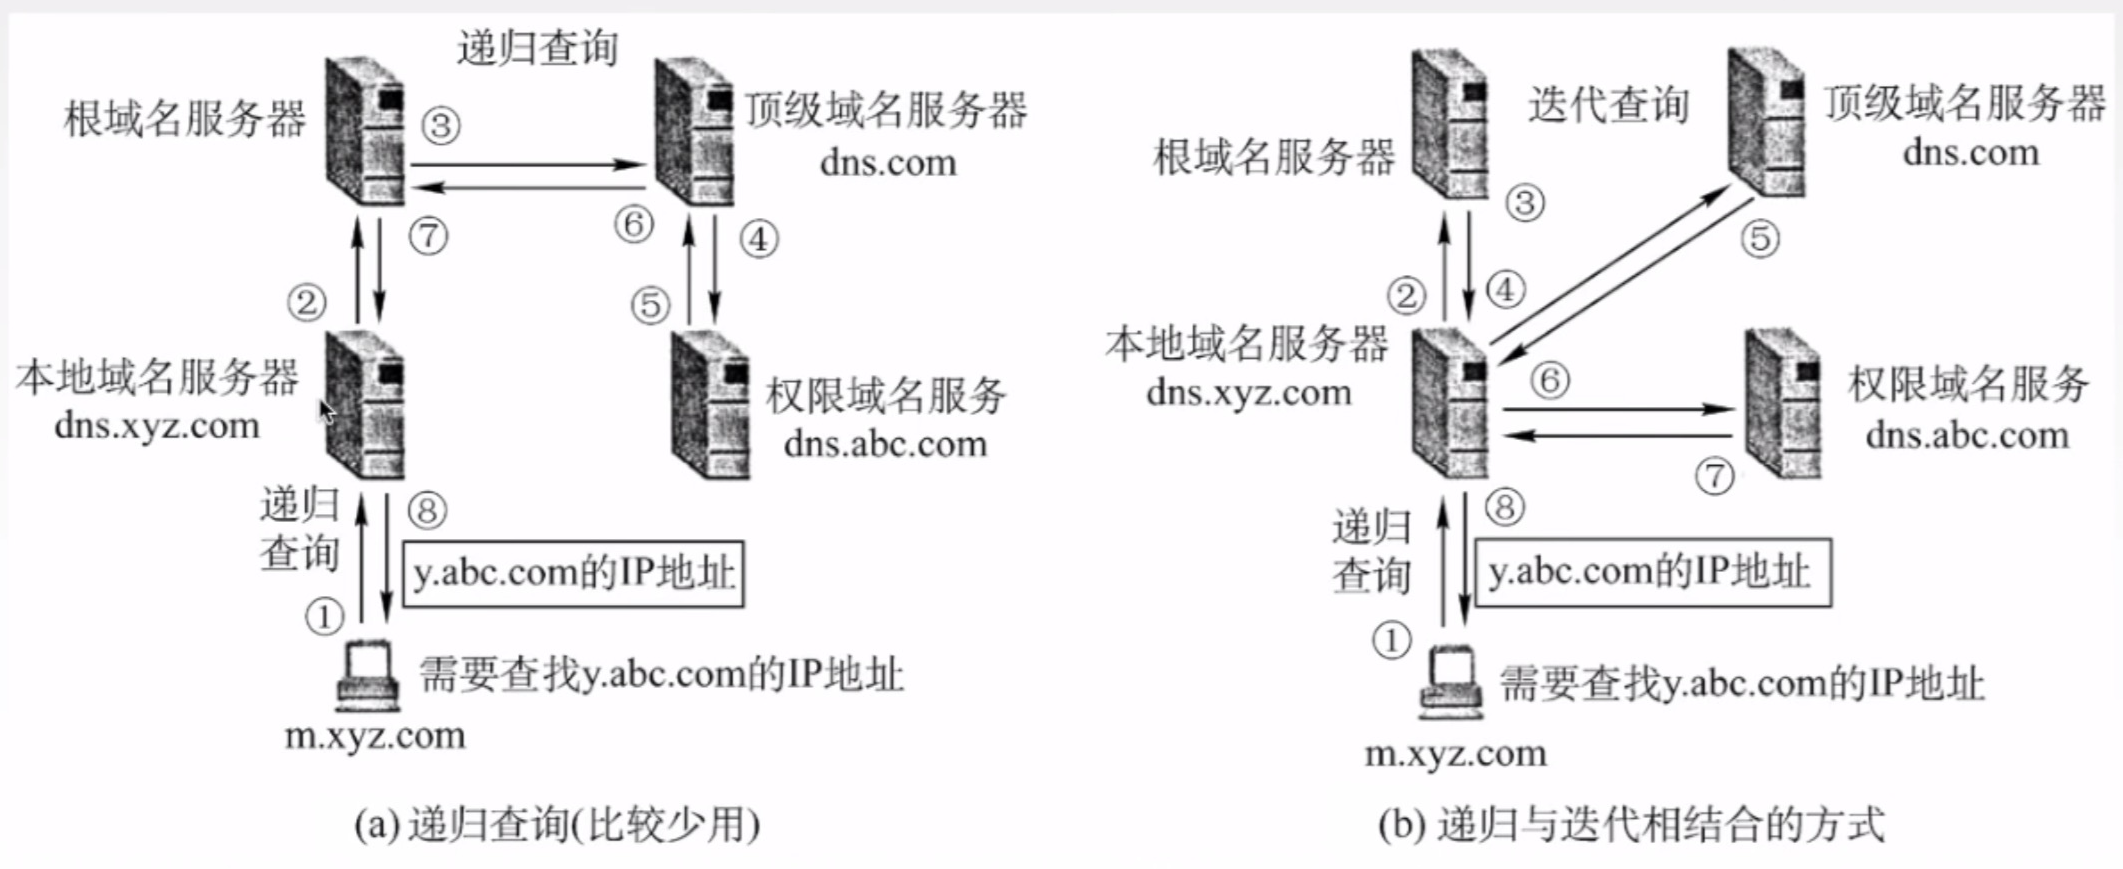 递归查询
根域名服务器
③
顶级域名服务器
dns.com
⑦
⑥
④
②
⑤
本地域名服务器
dns.xyz.com
权限域名服务
dns.abc.com
递归
查询
⑧
y.abc.com的IP地址
①
需要查找y.abc.com的IP地址
m.xyz.com
(a) 递归查询(比较少用)
迭代查询
顶级域名服务器
dns.com
根域名服务器
③
⑤
②
④
本地域名服务器
dns.xyz.com
⑥
权限域名服务
dns.abc.com
⑦
递归
查询
⑧
y.abc.com的IP地址
①
需要查找y.abc.com的IP地址
m.xyz.com
(b) 递归与迭代相结合的方式